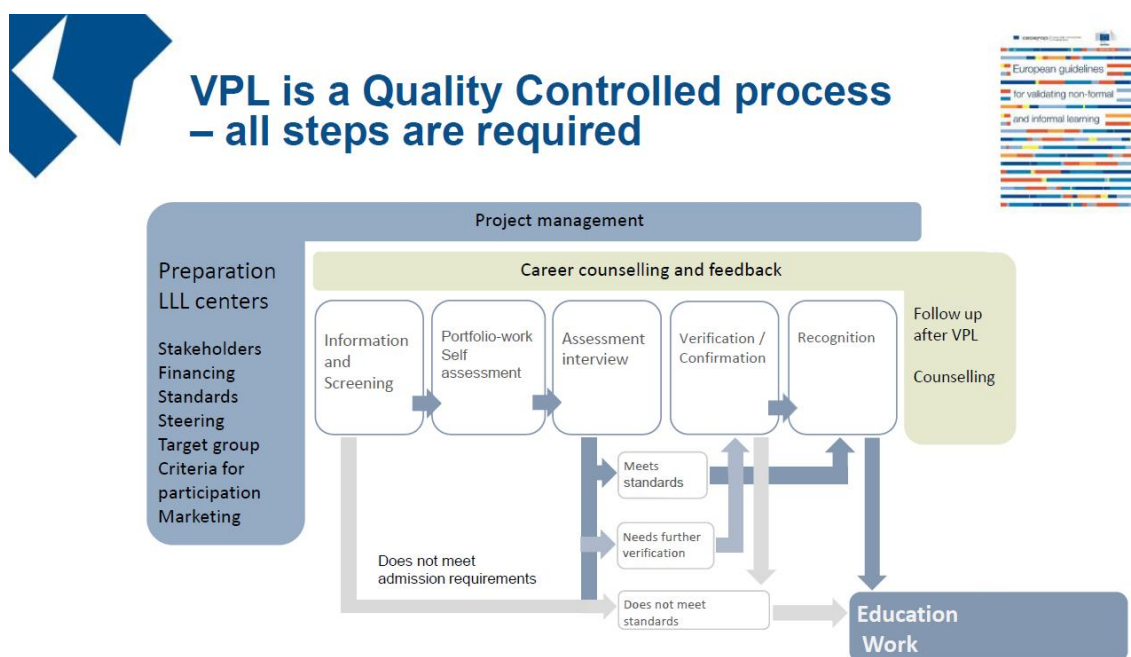 VPL is a Quality Controlled process
– all steps are required
European guidelines
for validating non-formal
and informal learning
Project management
Preparation
LLL centers
Stakeholders
Financing
Standards
Steering
Target group
Criteria for
participation
Marketing
Career counselling and feedback
Information
and
Screening
Portfolio-work
Self
assessment
Assessment
interview
Verification /
Confirmation
Recognition
Follow up
after VPL
Counselling
Meets
standards
Needs further
verification
Does not meet
admission requirements
Does not meet
standards
Education
Work